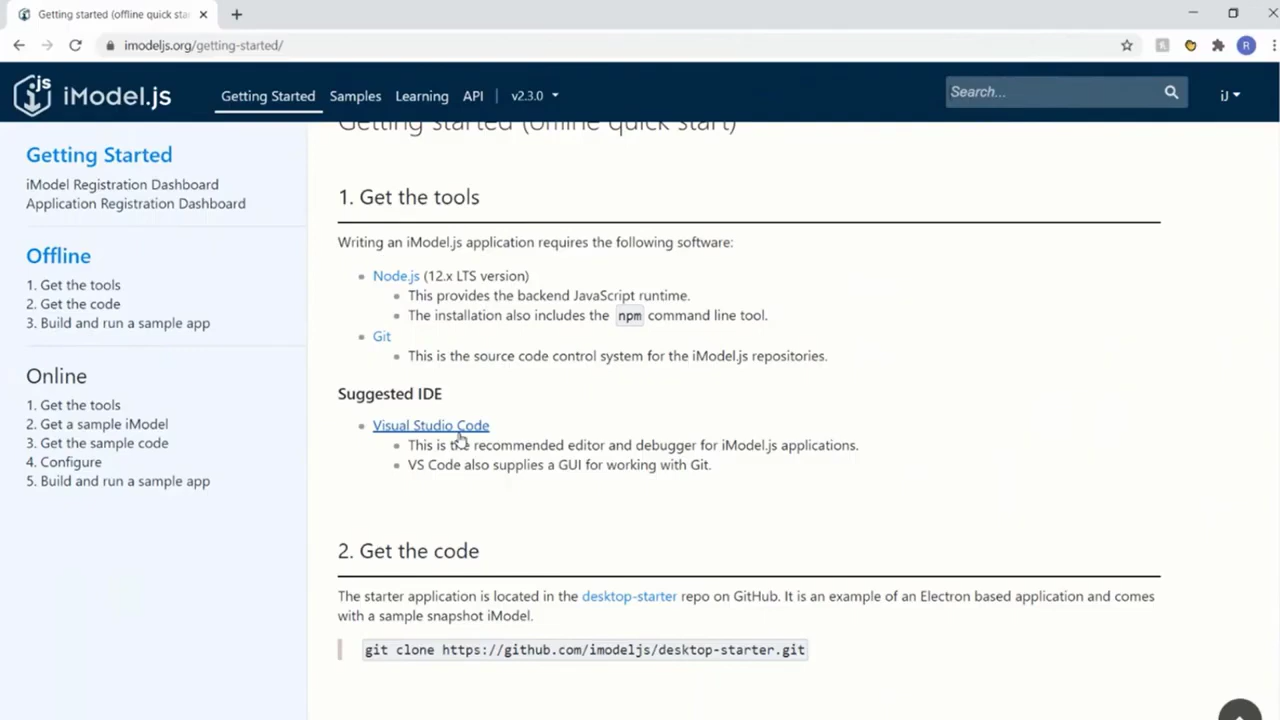 Getting started (offline quick sta
imodeljs.org/getting-started/
R
js
iModel.js
Getting Started
Samples
Learning
API
v2.3.0
Search...
iJ
Getting started (offline quick start)
Getting Started
iModel Registration Dashboard
Application Registration Dashboard
Offline
1. Get the tools
2. Get the code
3. Build and run a sample app
Online
1. Get the tools
2. Get a sample iModel
3. Get the sample code
4. Configure
5. Build and run a sample app
1. Get the tools
Writing an iModel.js application requires the following software:
Node.js (12.x LTS version)
This provides the backend JavaScript runtime.
The installation also includes the npm command line tool.
Git
This is the source code control system for the iModel.js repositories.
Suggested IDE
Visual Studio Code
This is the recommended editor and debugger for iModel.js applications.
VS Code also supplies a GUI for working with Git.
2. Get the code
The starter application is located in the desktop-starter repo on GitHub. It is an example of an Electron based application and comes
with a sample snapshot iModel.
git clone https://github.com/imodeljs/desktop-starter.git